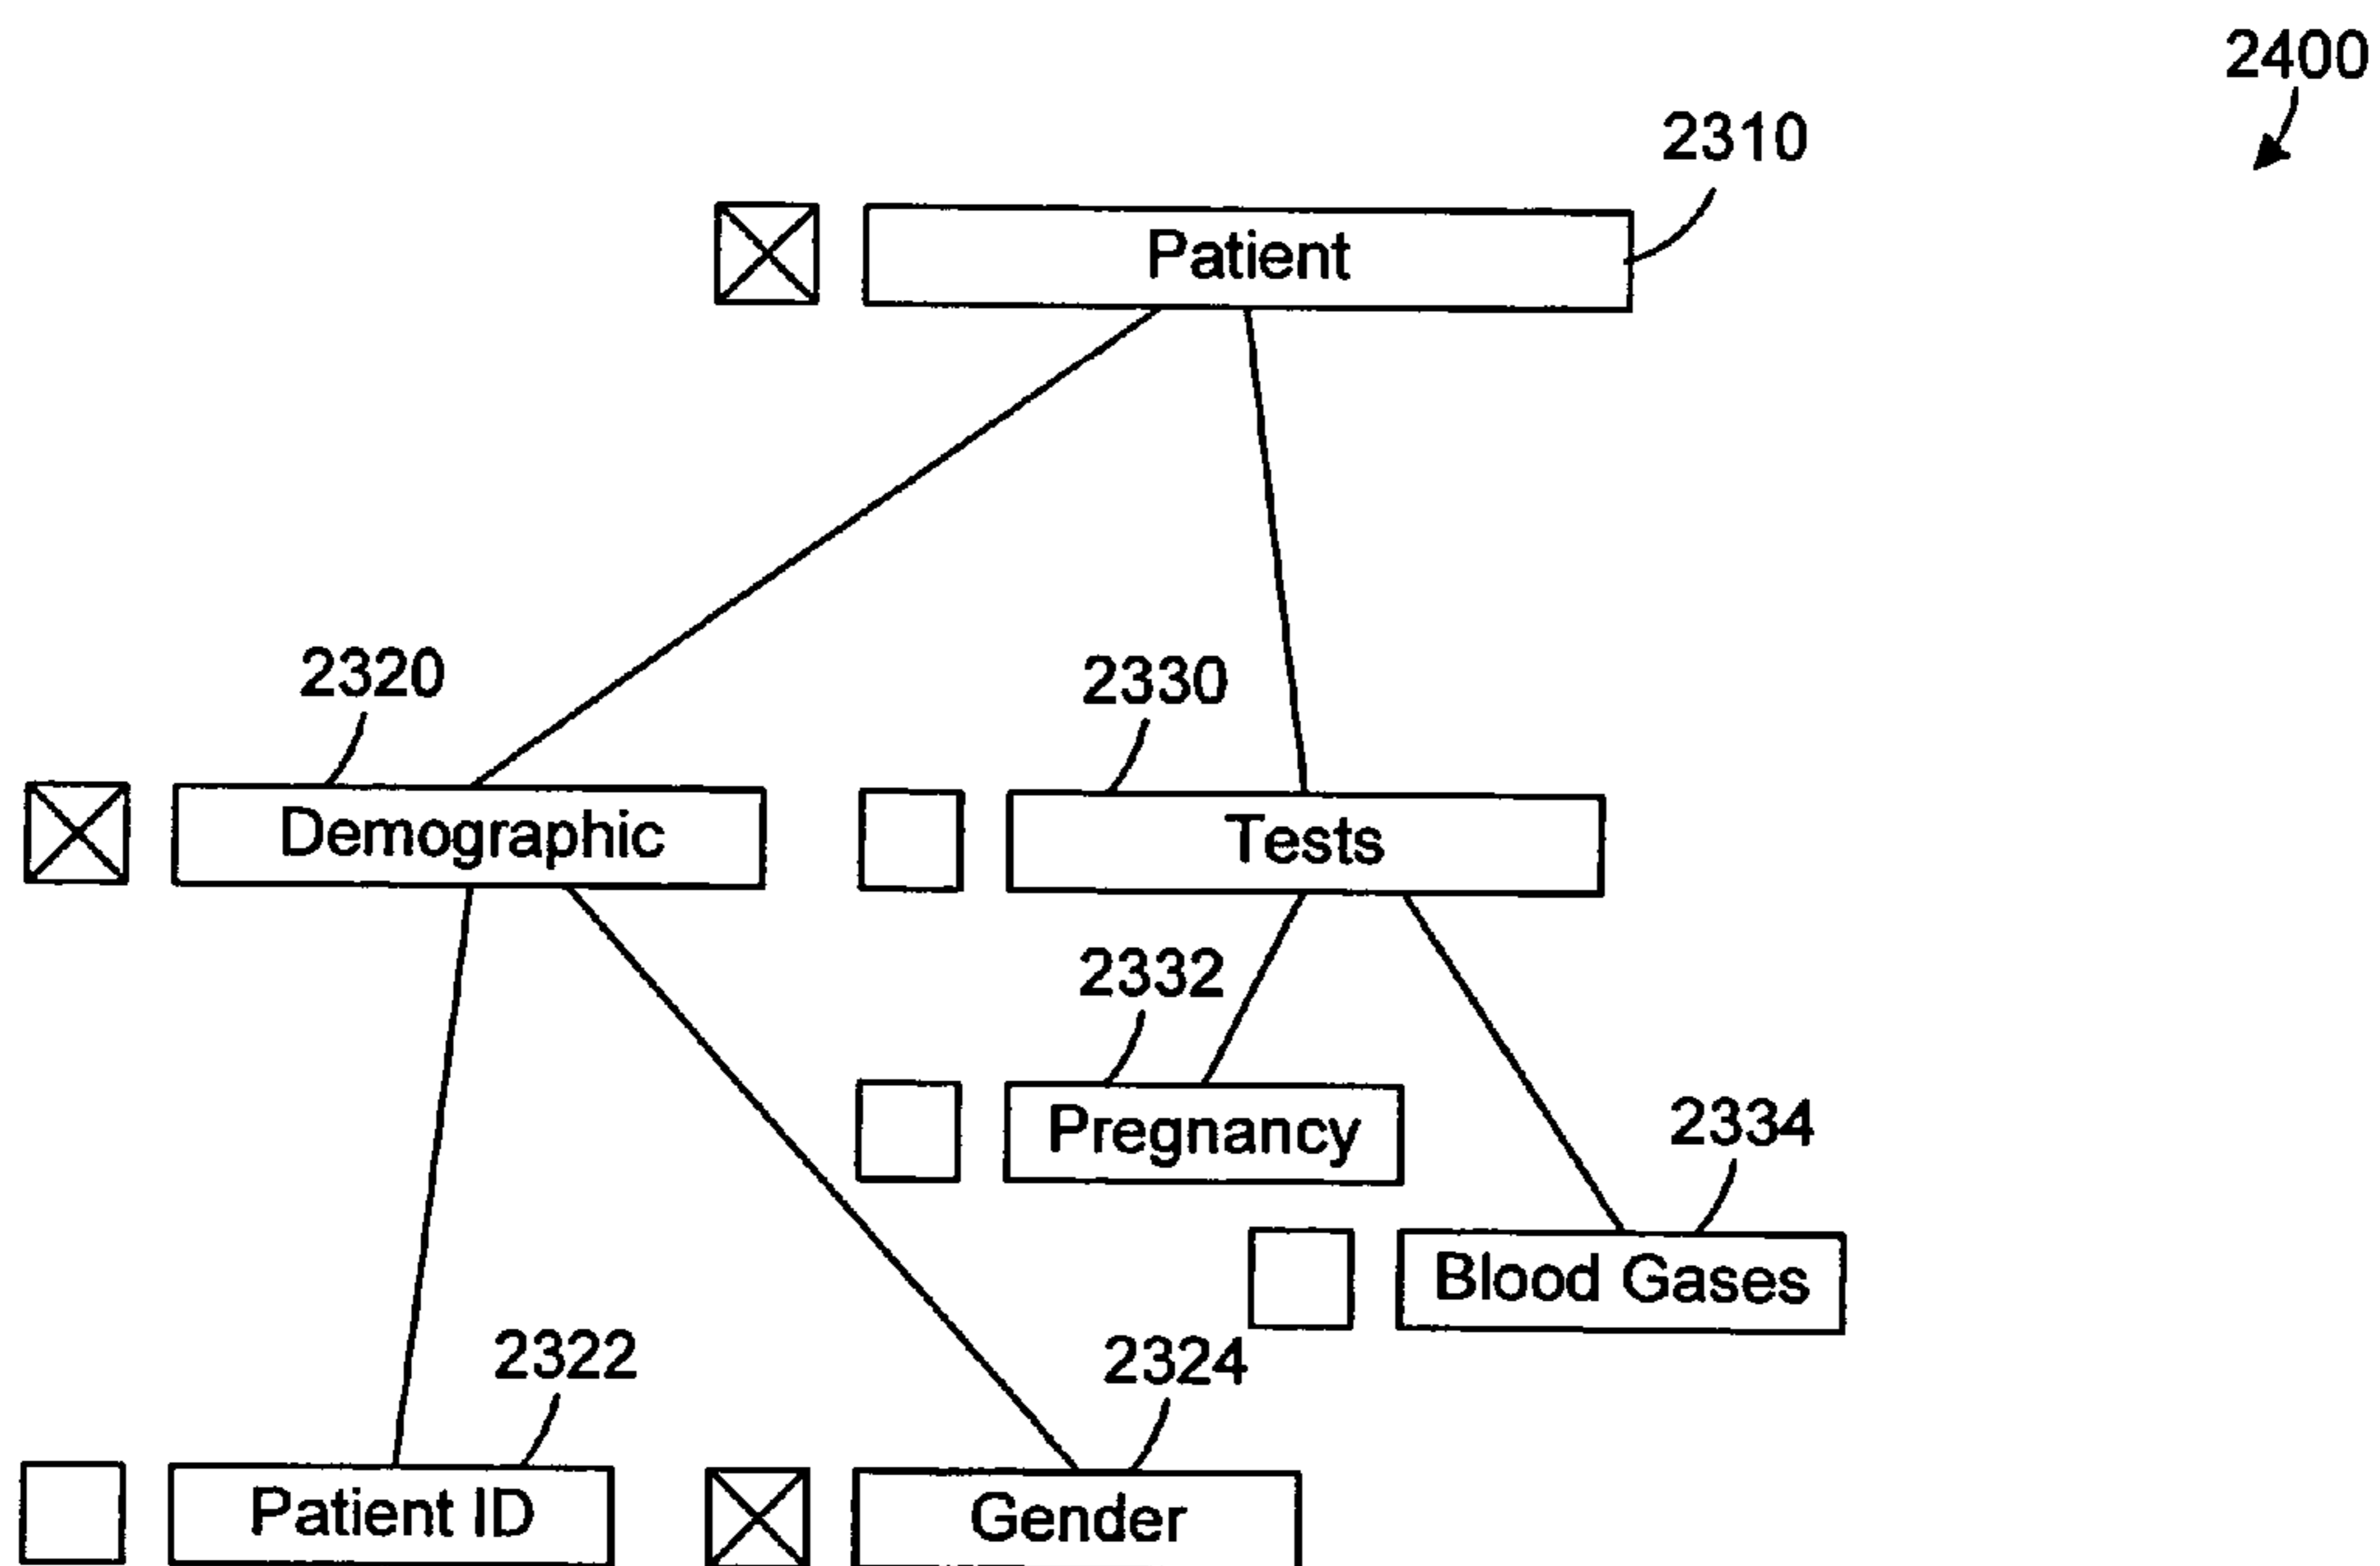 2400
2310
Patient
2320
2330
Demographic
Tests
2332
Pregnancy
2334
Blood Gases
2322
2324
Patient ID
Gender